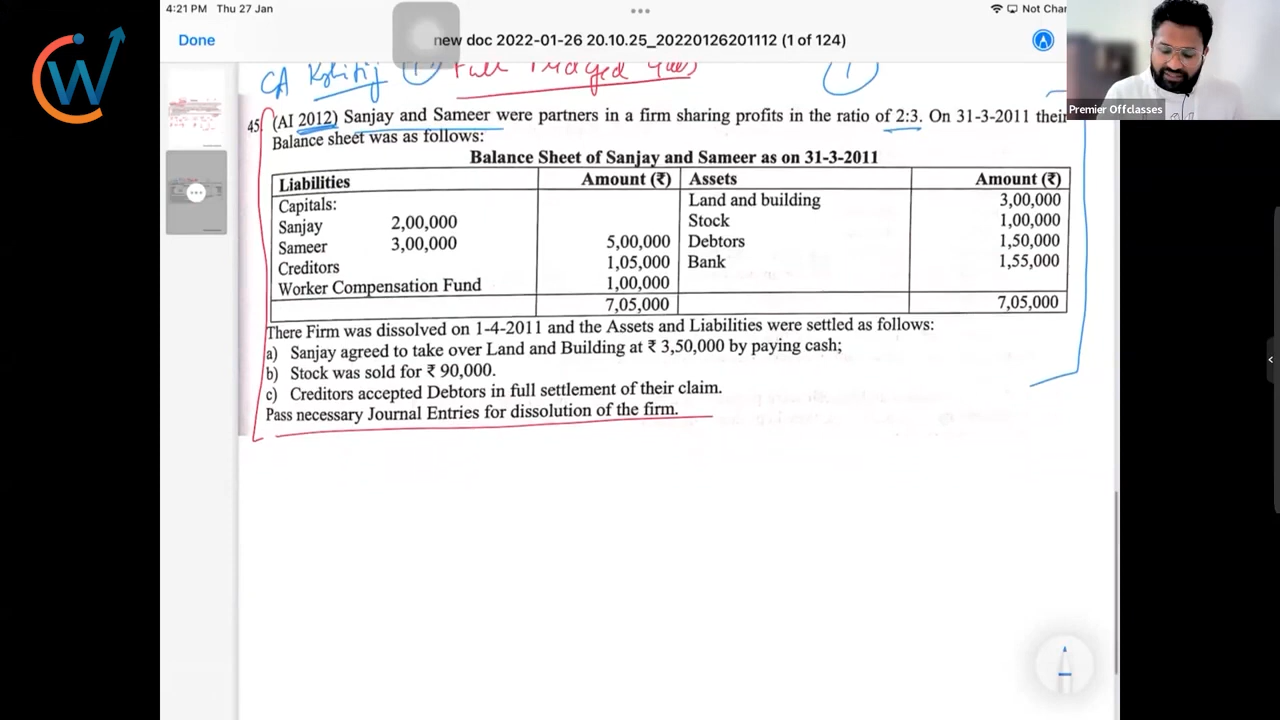 4:21 PM Thu 27 Jan
Not Char
Done
new doc 2022-01-26 20.10.25_20220126201112 (1 of 124)
Premier Offclasses
CA Kshitij
45. (AI 2012) Sanjay and Sameer were partners in a firm sharing profits in the ratio of 2:3. On 31-3-2011 their
Balance sheet was as follows:
Balance Sheet of Sanjay and Sameer as on 31-3-2011
Liabilities Amount (₹) Assets Amount (₹)
Capitals: Land and building 3,00,000
Sanjay 2,00,000 Stock 1,00,000
Sameer 3,00,000 5,00,000 Debtors 1,50,000
Creditors 1,05,000 Bank 1,55,000
Worker Compensation Fund 1,00,000
7,05,000 7,05,000
There Firm was dissolved on 1-4-2011 and the Assets and Liabilities were settled as follows:
a) Sanjay agreed to take over Land and Building at ₹ 3,50,000 by paying cash;
b) Stock was sold for ₹ 90,000.
c) Creditors accepted Debtors in full settlement of their claim.
Pass necessary Journal Entries for dissolution of the firm.